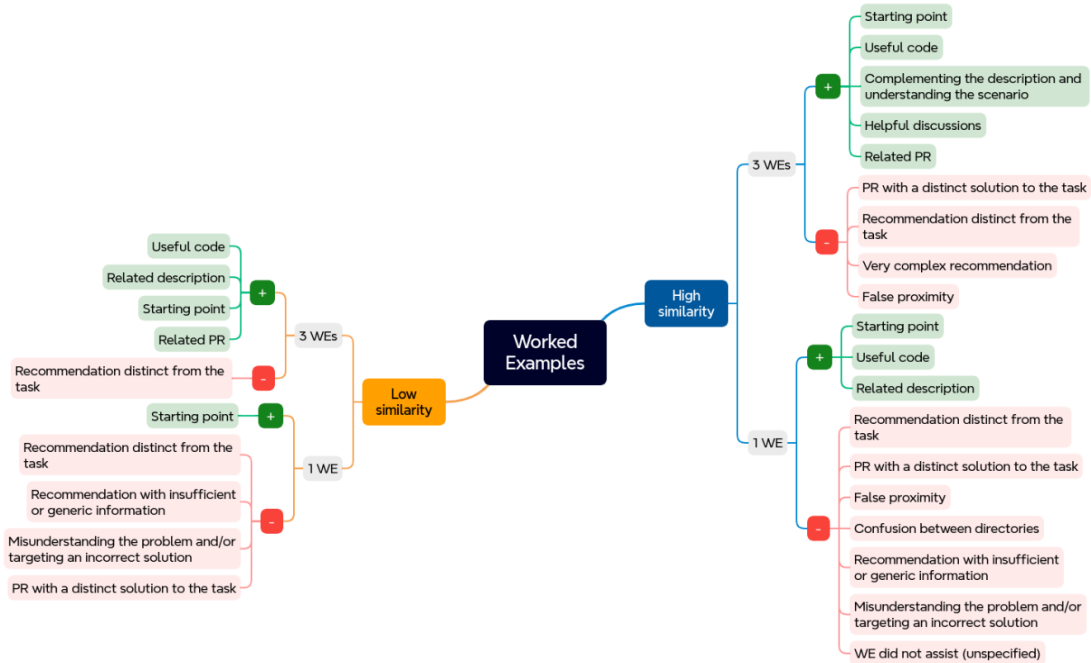 Worked
Examples
High
similarity
3 WEs
+
Starting point
Useful code
Complementing the description and
understanding the scenario
Helpful discussions
Related PR
-
PR with a distinct solution to the task
Recommendation distinct from the
task
Very complex recommendation
False proximity
1 WE
+
Starting point
Useful code
Related description
-
Recommendation distinct from the
task
PR with a distinct solution to the task
False proximity
Confusion between directories
Recommendation with insufficient
or generic information
Misunderstanding the problem and/or
targeting an incorrect solution
WE did not assist (unspecified)
Low
similarity
3 WEs
+
Useful code
Related description
Starting point
Related PR
-
Recommendation distinct from the
task
1 WE
+
Starting point
-
Recommendation distinct from the
task
Recommendation with insufficient
or generic information
Misunderstanding the problem and/or
targeting an incorrect solution
PR with a distinct solution to the task